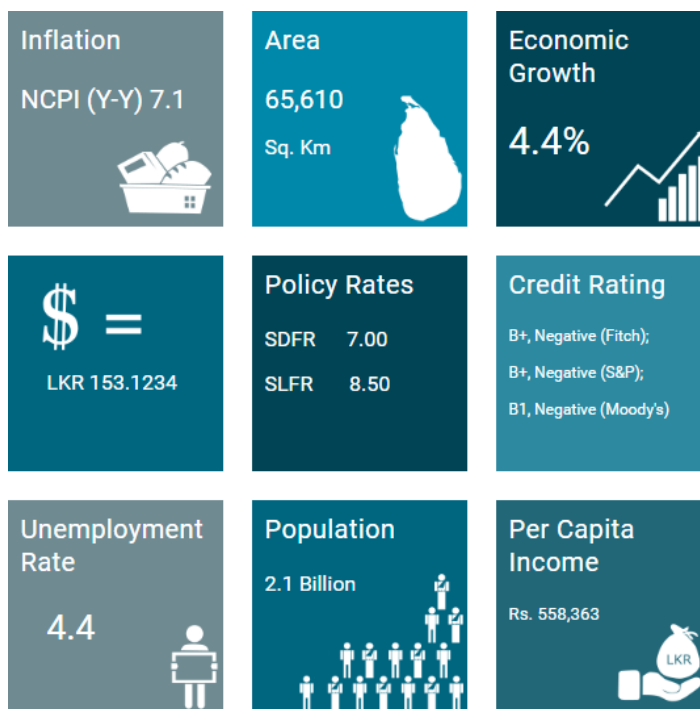 Inflation
NCPI (Y-Y) 7.1
Area
65,610
Sq. Km
Economic
Growth
4.4%
$ =
LKR 153.1234
Policy Rates
SDFR 7.00
SLFR 8.50
Credit Rating
B+, Negative (Fitch);
B+, Negative (S&P);
B1, Negative (Moody's)
Unemployment
Rate
4.4
Population
2.1 Billion
Per Capita
Income
Rs. 558,363
LKR